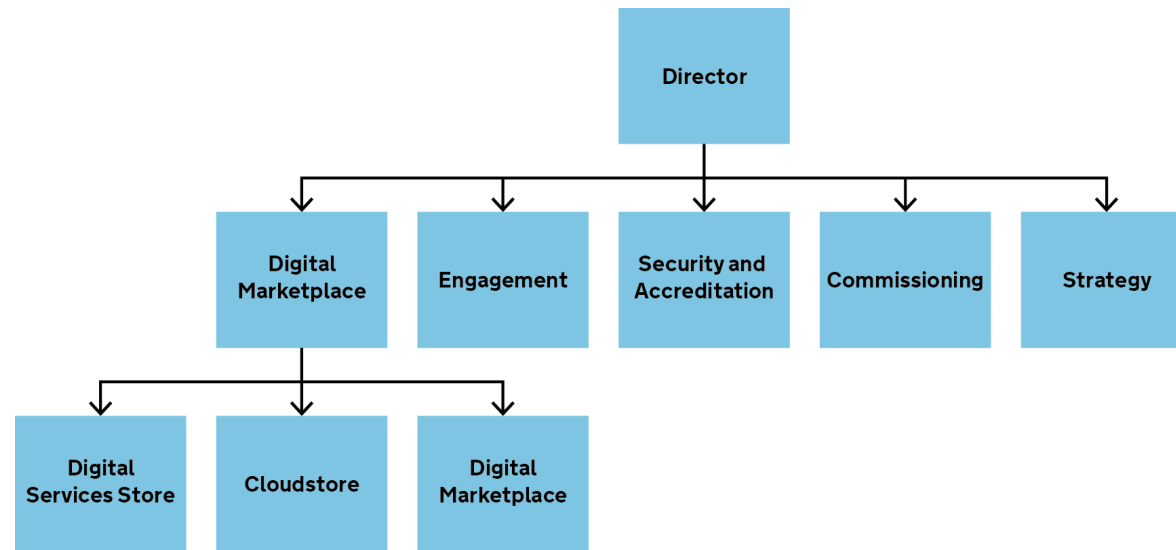 Director
Digital
Marketplace
Engagement
Security and
Accreditation
Commissioning
Strategy
Digital
Services Store
Cloudstore
Digital
Marketplace